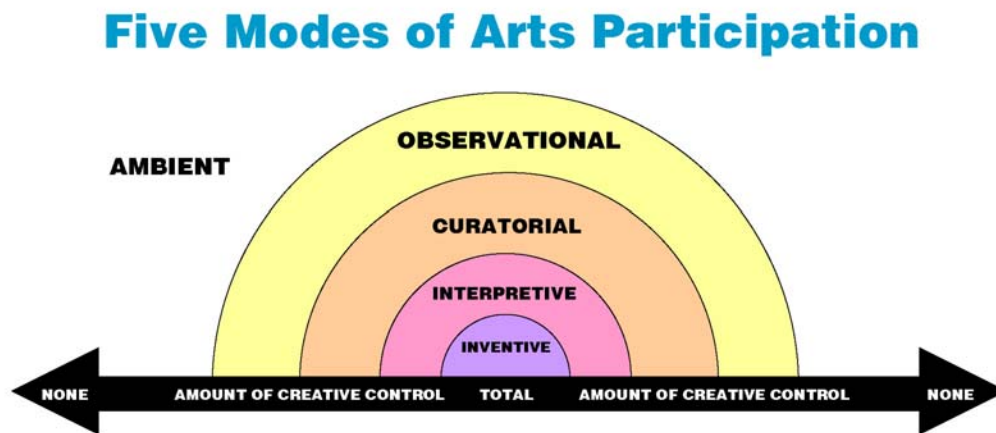 Five Modes of Arts Participation
OBSERVATIONAL
AMBIENT
CURATORIAL
INTERPRETIVE
INVENTIVE
NONE AMOUNT OF CREATIVE CONTROL TOTAL AMOUNT OF CREATIVE CONTROL NONE